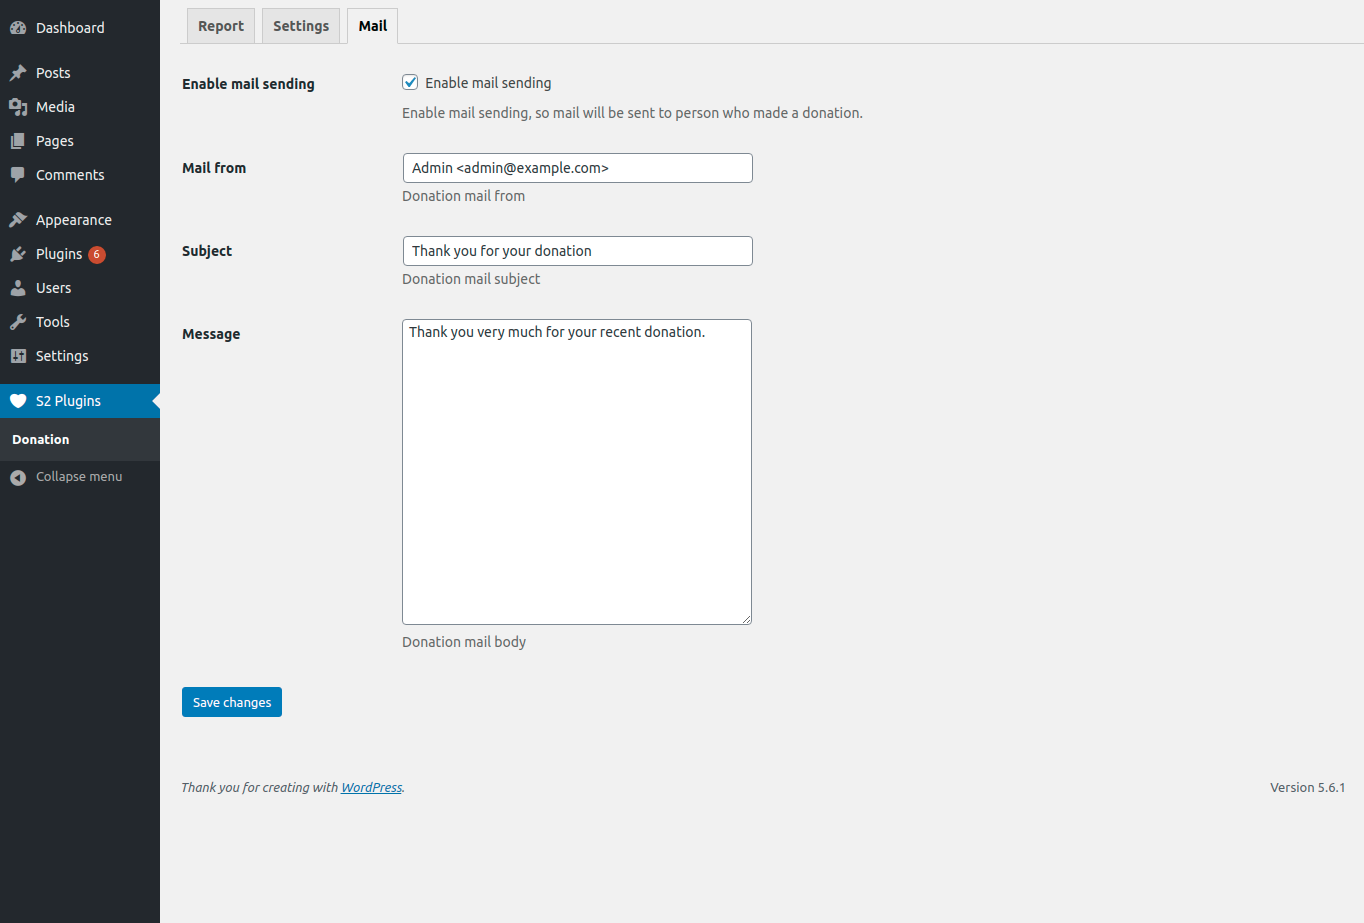 Dashboard
Posts
Media
Pages
Comments
Appearance
Plugins 6
Users
Tools
Settings
S2 Plugins
Donation
Collapse menu
Report Settings Mail
Enable mail sending Enable mail sending
Enable mail sending, so mail will be sent to person who made a donation.
Mail from Admin <admin@example.com>
Donation mail from
Subject Thank you for your donation
Donation mail subject
Message Thank you very much for your recent donation.
Donation mail body
Save changes
Thank you for creating with WordPress. Version 5.6.1